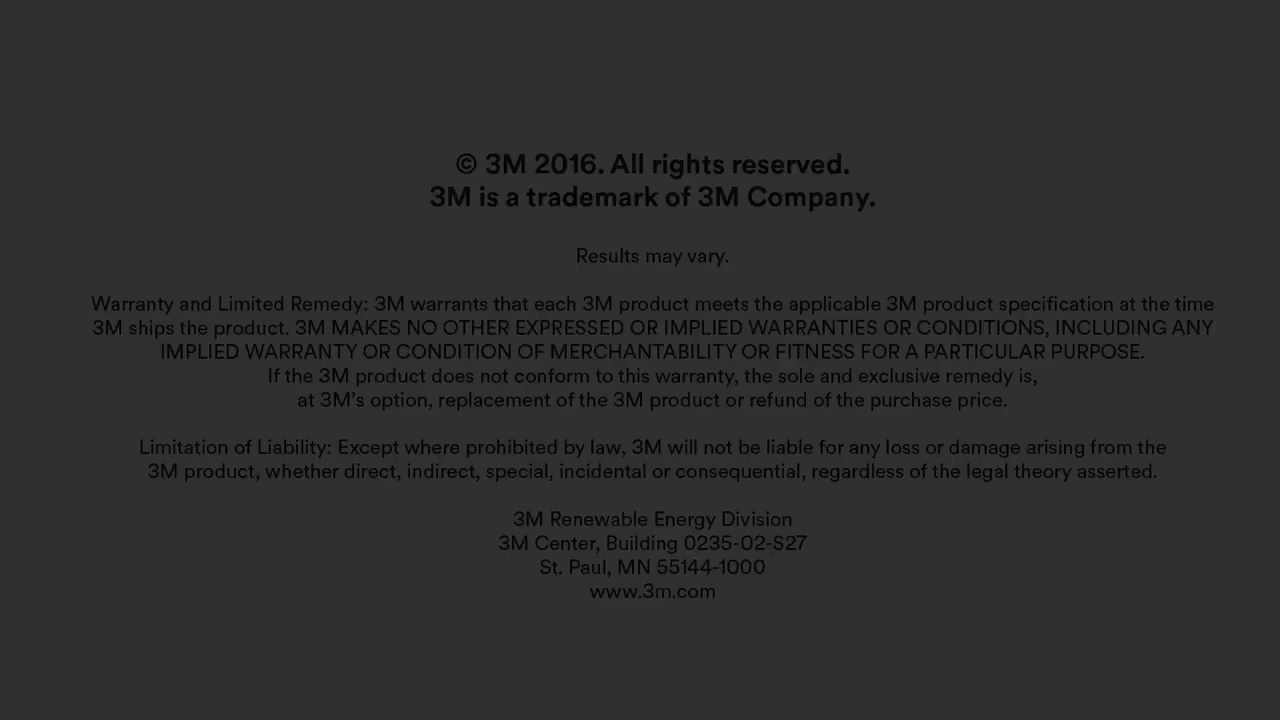 © 3M 2016. All rights reserved.
3M is a trademark of 3M Company.
Results may vary.
Warranty and Limited Remedy: 3M warrants that each 3M product meets the applicable 3M product specification at the time
3M ships the product. 3M MAKES NO OTHER EXPRESSED OR IMPLIED WARRANTIES OR CONDITIONS, INCLUDING ANY
IMPLIED WARRANTY OR CONDITION OF MERCHANTABILITY OR FITNESS FOR A PARTICULAR PURPOSE.
If the 3M product does not conform to this warranty, the sole and exclusive remedy is,
at 3M's option, replacement of the 3M product or refund of the purchase price.
Limitation of Liability: Except where prohibited by law, 3M will not be liable for any loss or damage arising from the
3M product, whether direct, indirect, special, incidental or consequential, regardless of the legal theory asserted.
3M Renewable Energy Division
3M Center, Building 0235-02-S27
St. Paul, MN 55144-1000
www.3m.com